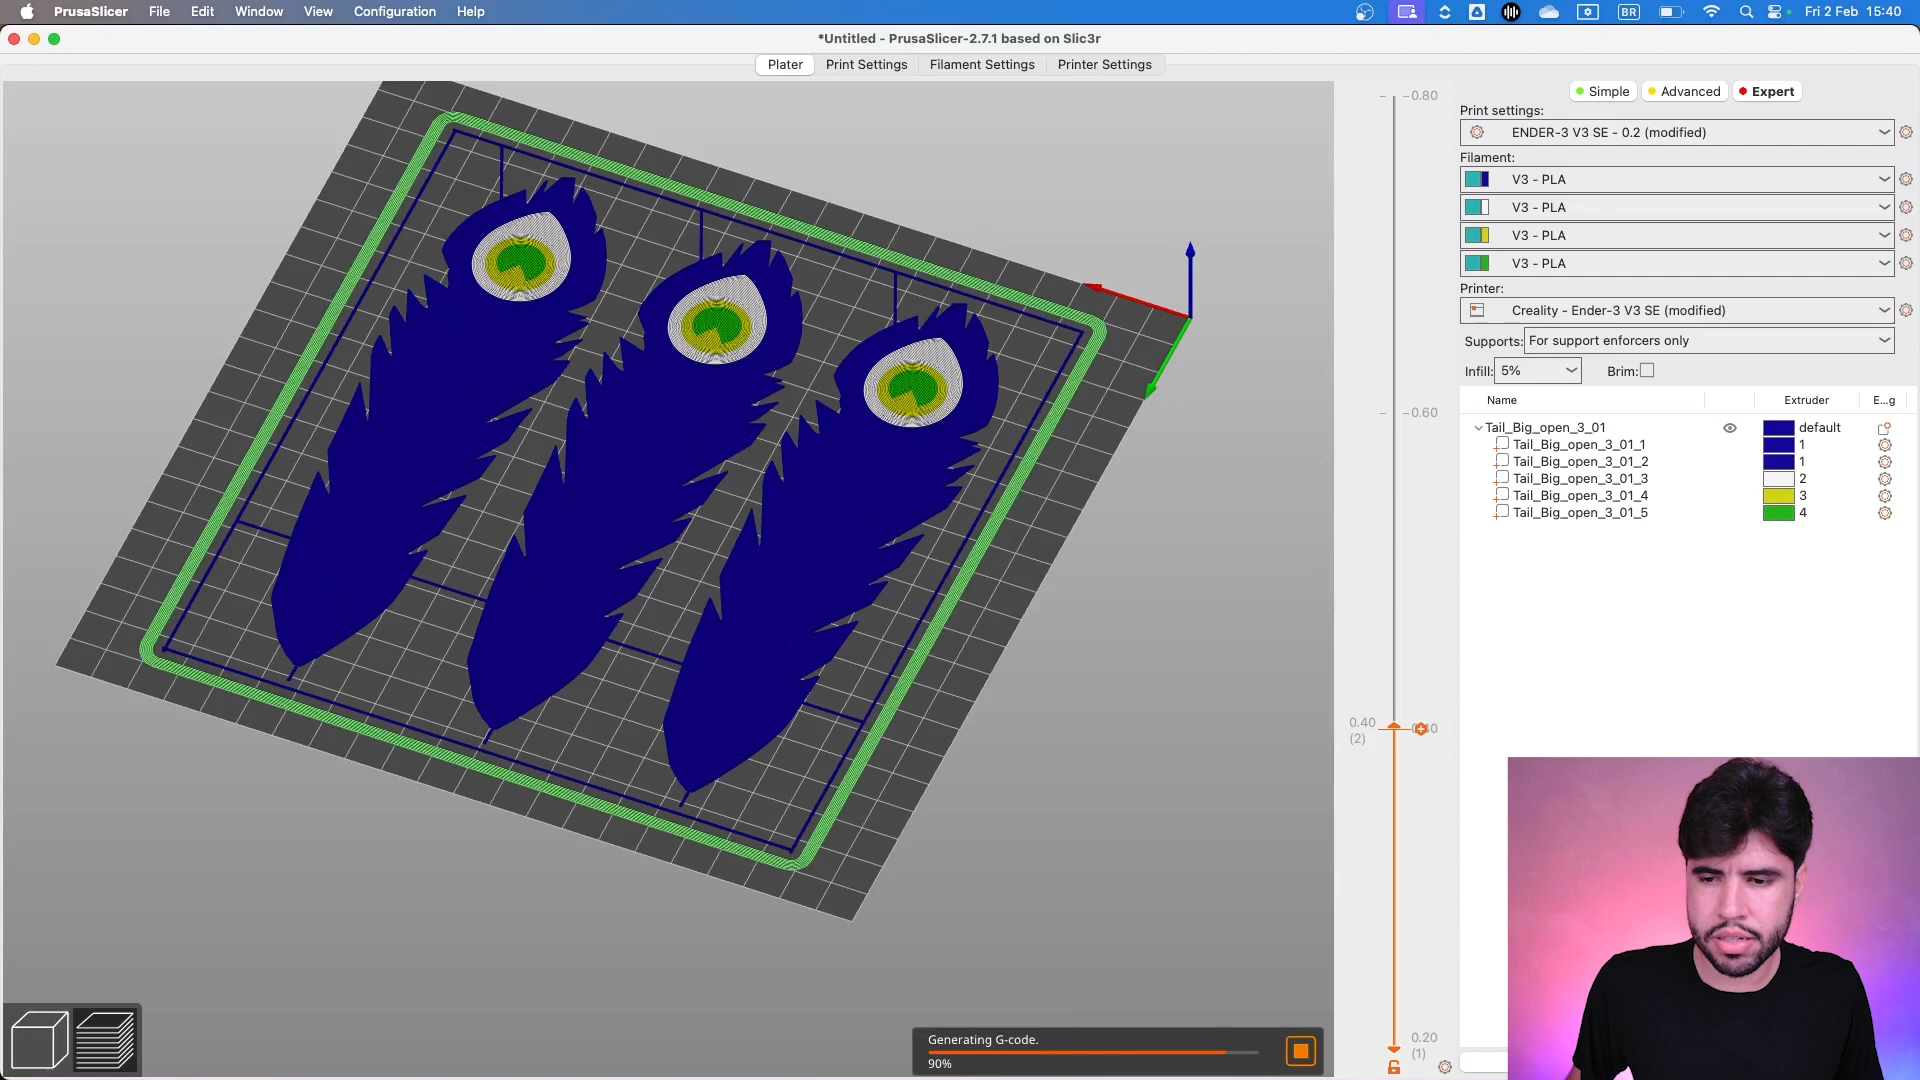 PrusaSlicer File Edit Window View Configuration Help
BR
Fri 2 Feb 15:40
*Untitled - PrusaSlicer-2.7.1 based on Slic3r
Plater Print Settings Filament Settings Printer Settings
Simple Advanced Expert
Print settings:
ENDER-3 V3 SE - 0.2 (modified)
Filament:
V3 - PLA
V3 - PLA
V3 - PLA
V3 - PLA
Printer:
Creality - Ender-3 V3 SE (modified)
Supports: For support enforcers only
Infill: 5% Brim:
Name Extruder E...g
Tail_Big_open_3_01 default
Tail_Big_open_3_01_1 1
Tail_Big_open_3_01_2 1
Tail_Big_open_3_01_3 2
Tail_Big_open_3_01_4 3
Tail_Big_open_3_01_5 4
0.80
0.60
0.40
(2)
0.20
(1)
Generating G-code.
90%